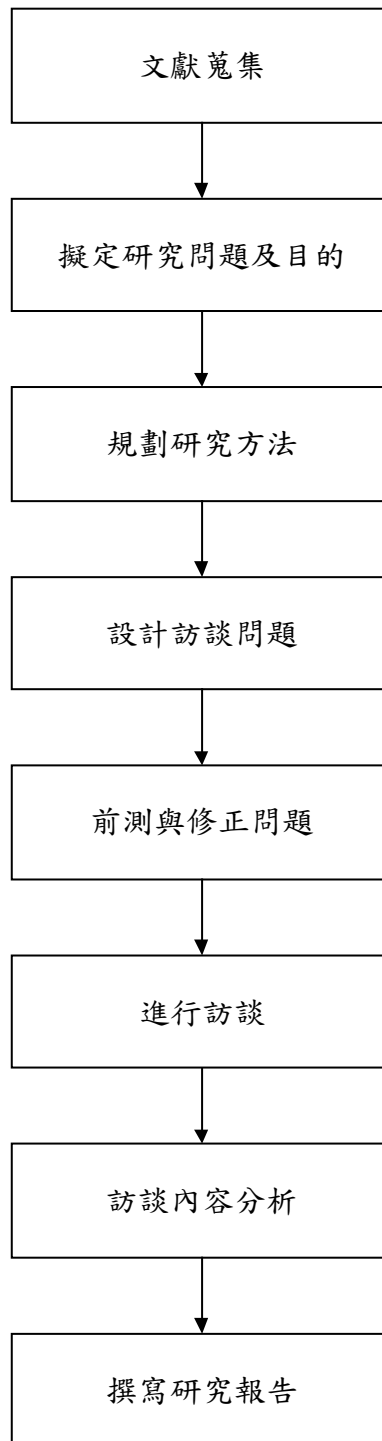 文獻蒐集
擬定研究問題及目的
規劃研究方法
設計訪談問題
前測與修正問題
進行訪談
訪談內容分析
撰寫研究報告